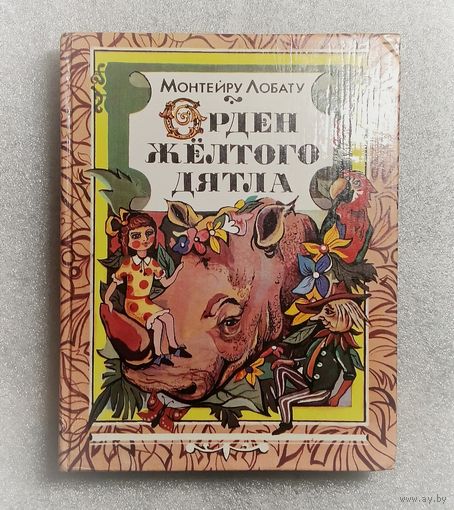 Монтейру Лобату
Орден
жёлтого
дятла
www.ay.by